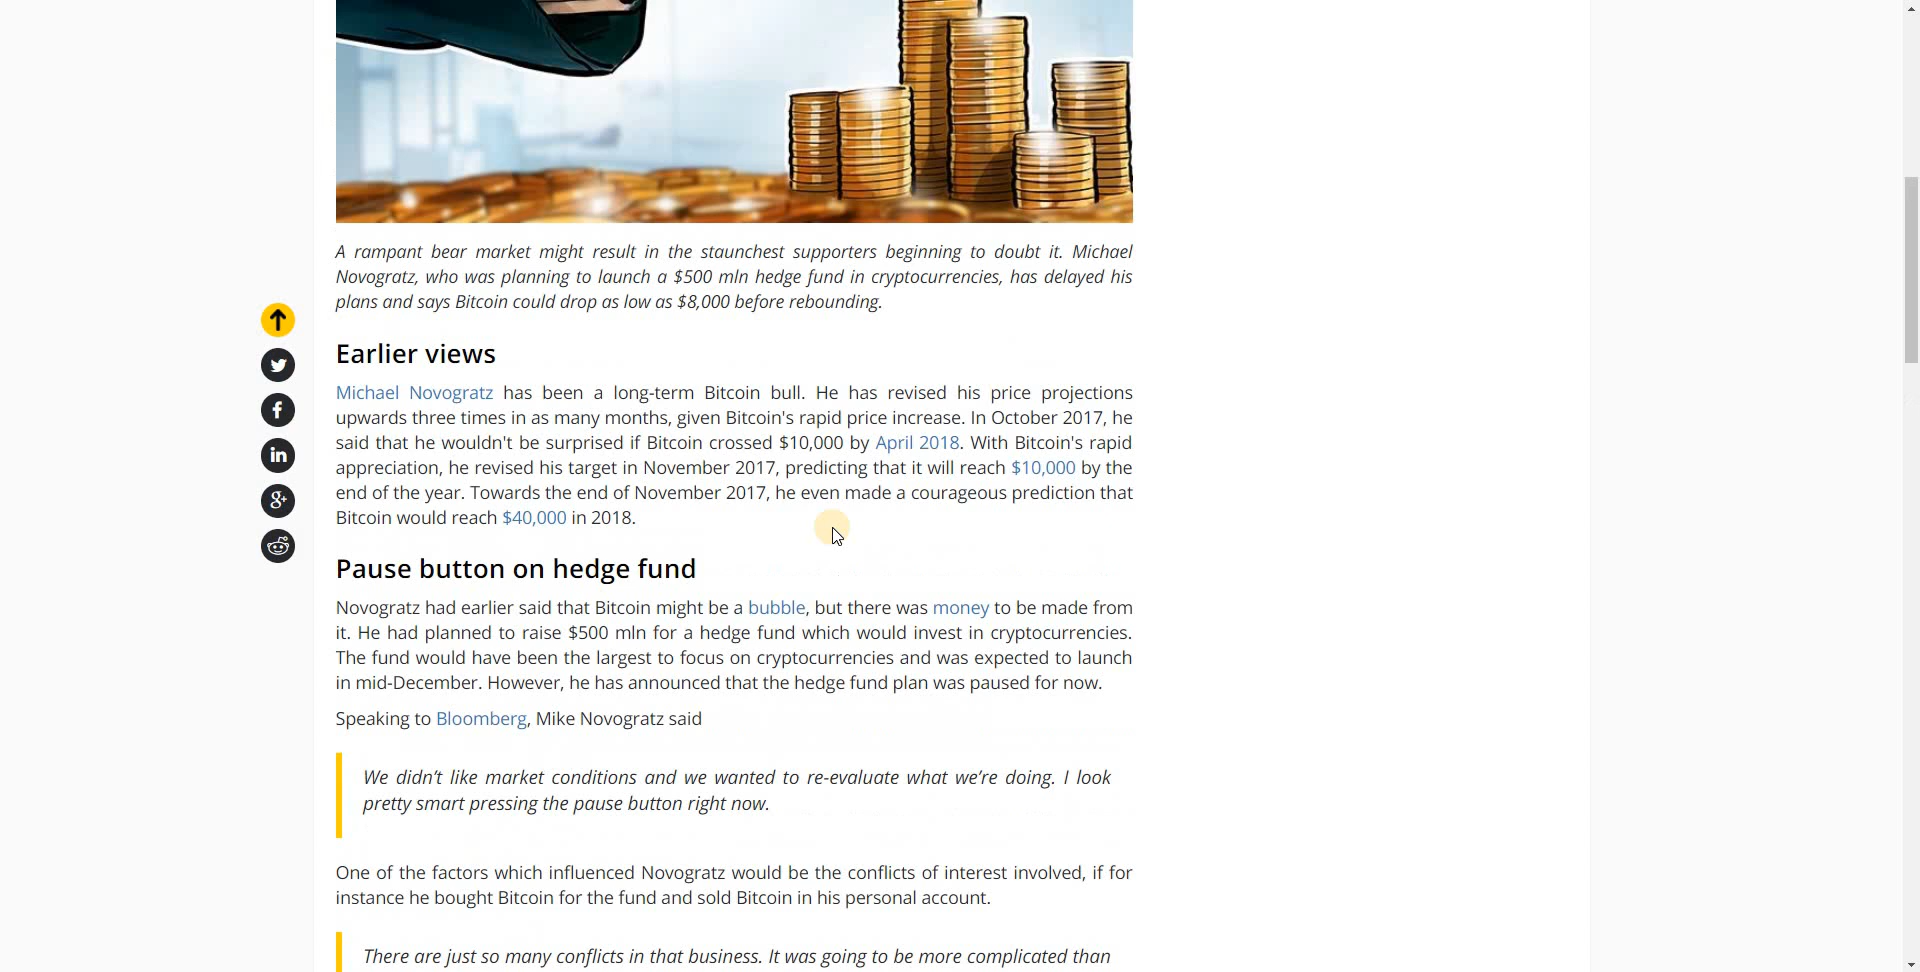 A rampant bear market might result in the staunchest supporters beginning to doubt it. Michael
Novogratz, who was planning to launch a $500 mln hedge fund in cryptocurrencies, has delayed his
plans and says Bitcoin could drop as low as $8,000 before rebounding.
Earlier views
Michael Novogratz has been a long-term Bitcoin bull. He has revised his price projections
upwards three times in as many months, given Bitcoin's rapid price increase. In October 2017, he
said that he wouldn't be surprised if Bitcoin crossed $10,000 by April 2018. With Bitcoin's rapid
appreciation, he revised his target in November 2017, predicting that it will reach $10,000 by the
end of the year. Towards the end of November 2017, he even made a courageous prediction that
Bitcoin would reach $40,000 in 2018.
Pause button on hedge fund
Novogratz had earlier said that Bitcoin might be a bubble, but there was money to be made from
it. He had planned to raise $500 mln for a hedge fund which would invest in cryptocurrencies.
The fund would have been the largest to focus on cryptocurrencies and was expected to launch
in mid-December. However, he has announced that the hedge fund plan was paused for now.
Speaking to Bloomberg, Mike Novogratz said
We didn’t like market conditions and we wanted to re-evaluate what we’re doing. I look
pretty smart pressing the pause button right now.
One of the factors which influenced Novogratz would be the conflicts of interest involved, if for
instance he bought Bitcoin for the fund and sold Bitcoin in his personal account.
There are just so many conflicts in that business. It was going to be more complicated than